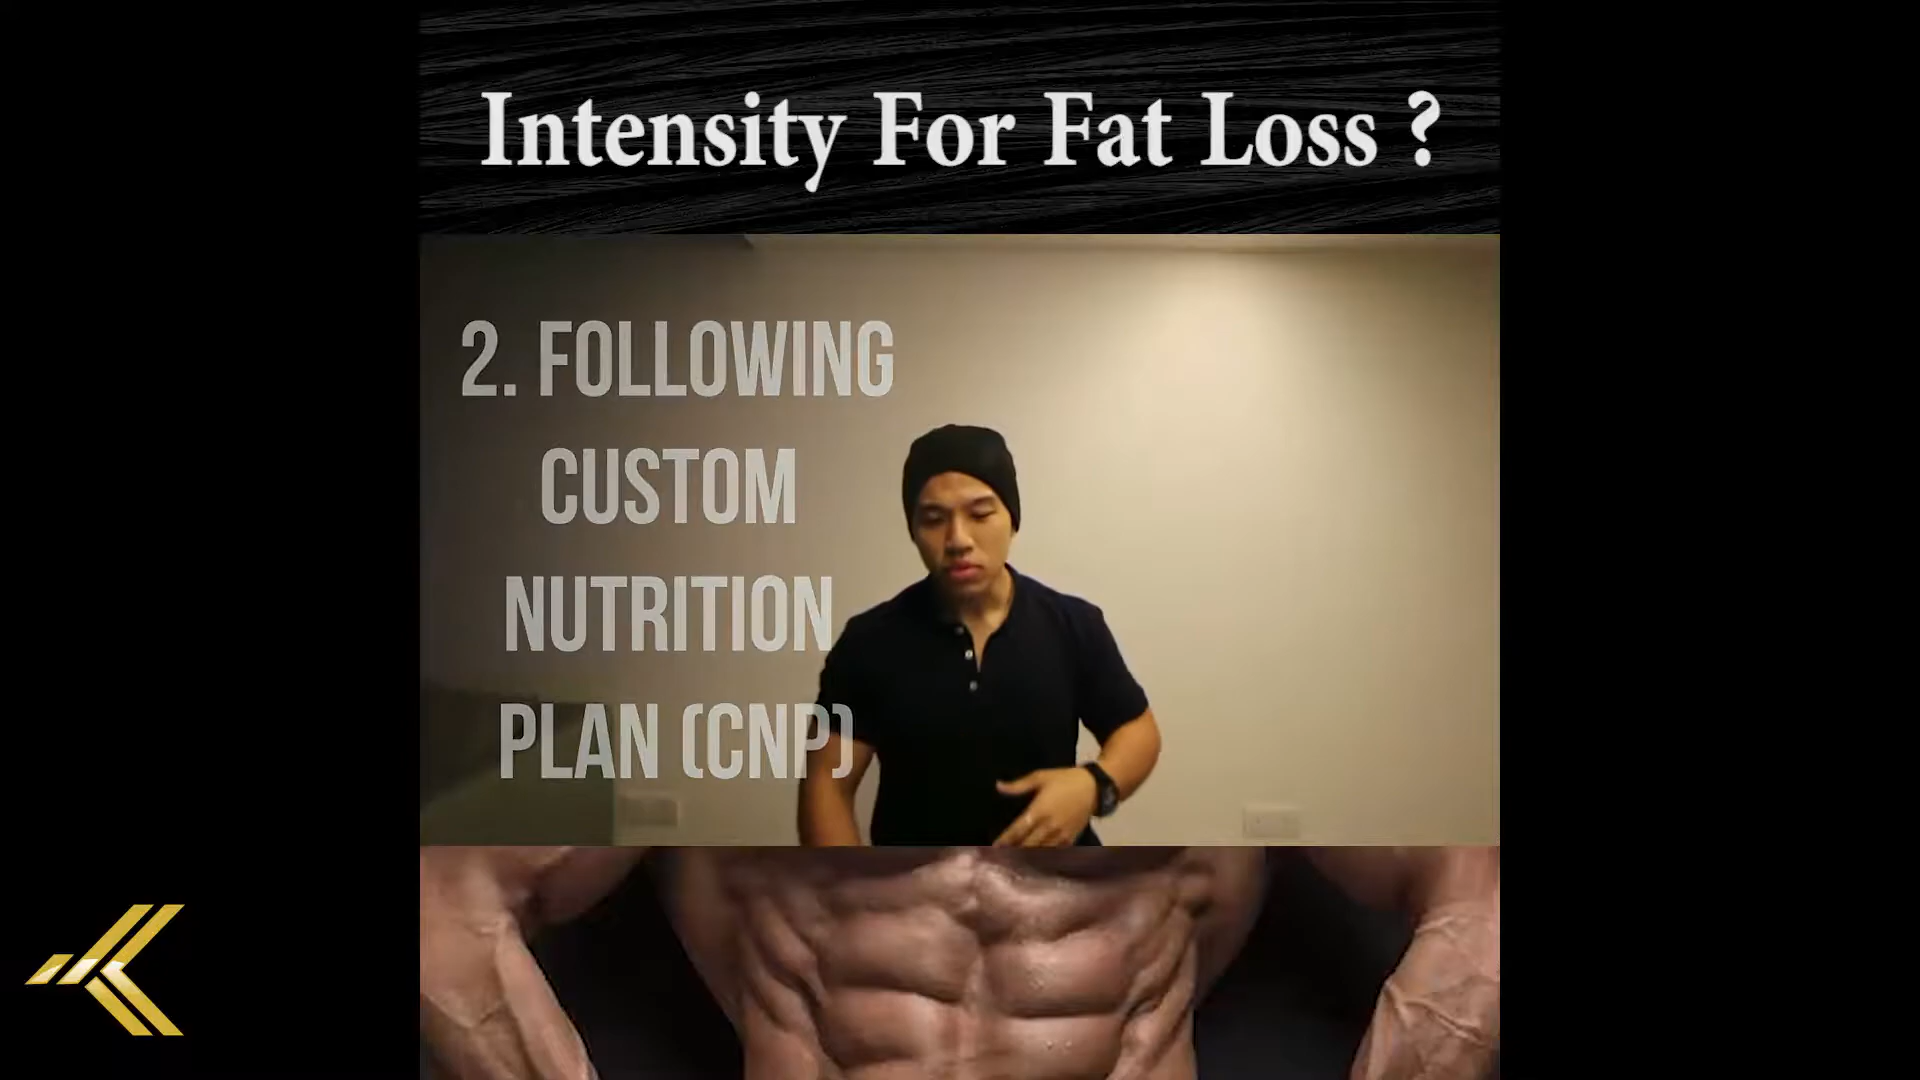 Intensity For Fat Loss ?
2. FOLLOWING
CUSTOM
NUTRITION
PLAN (CNP)